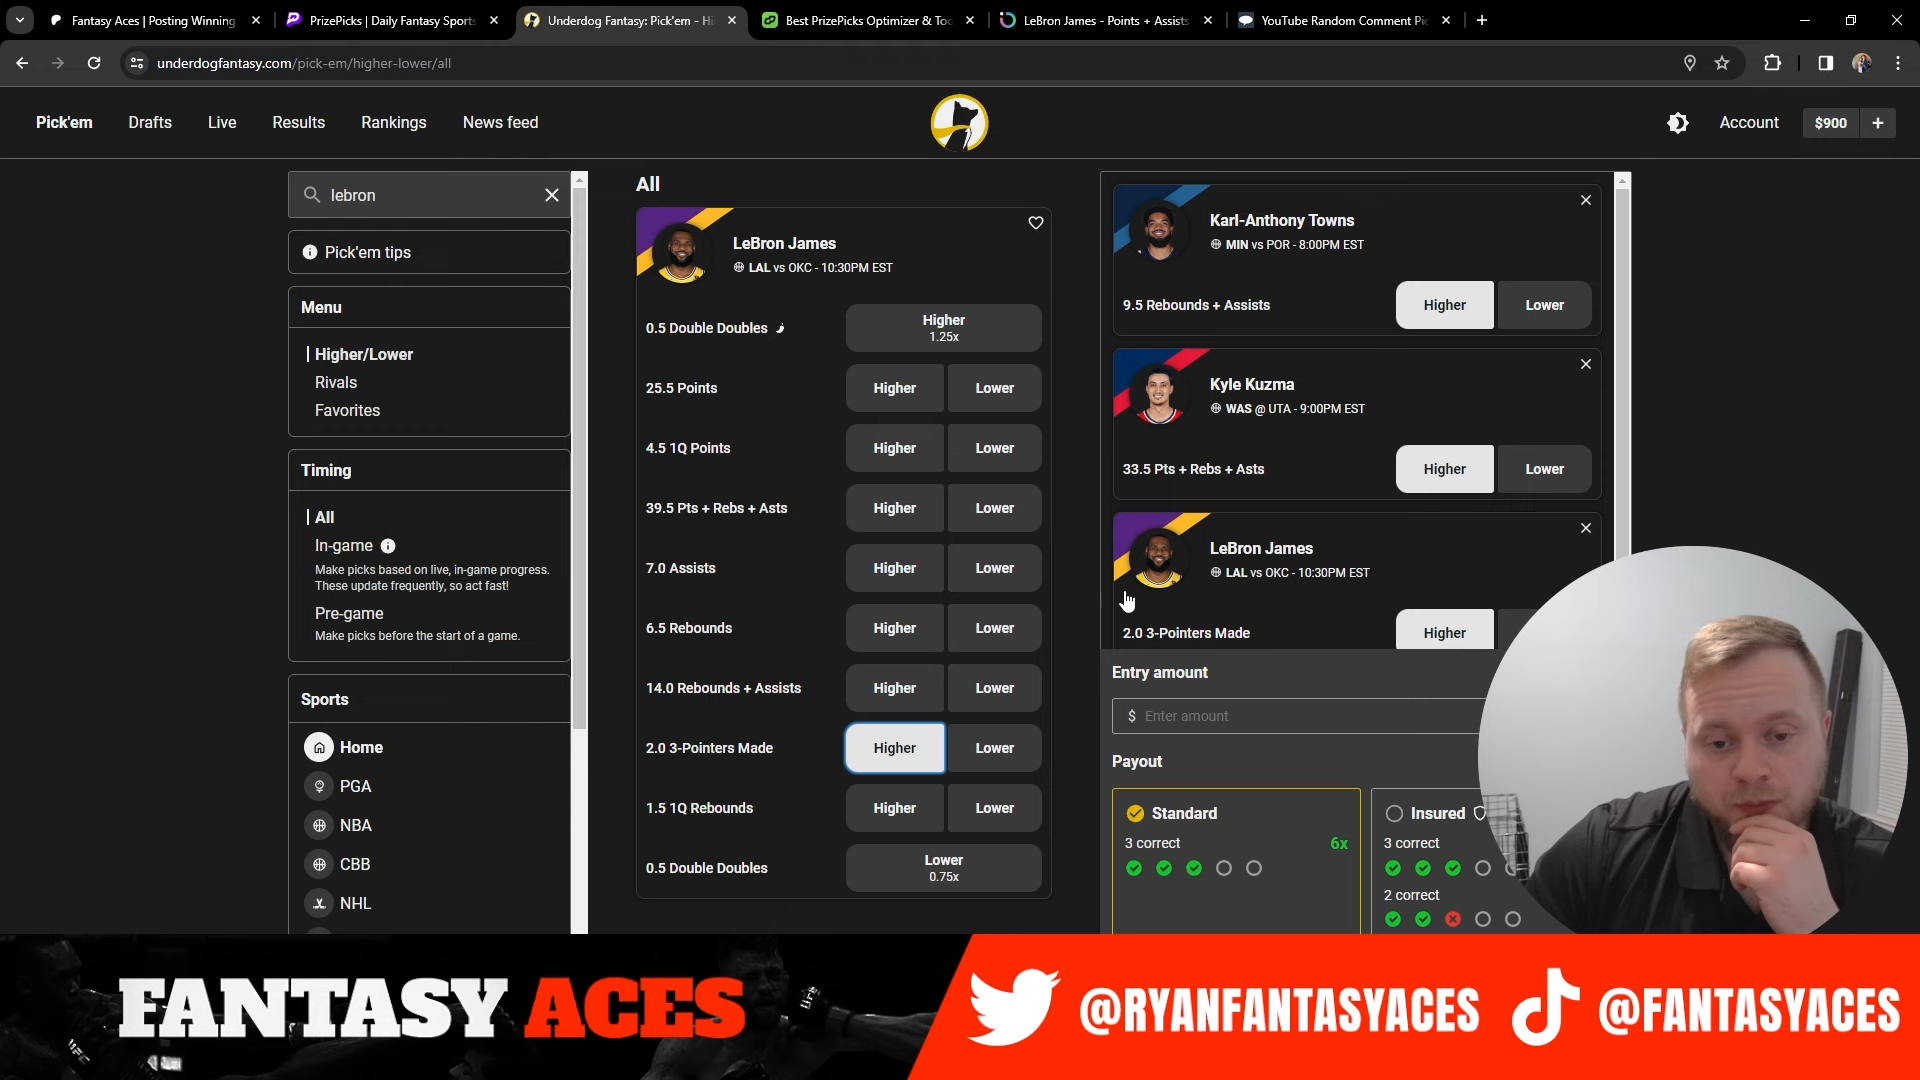 Fantasy Aces | Posting Winning
PrizePicks | Daily Fantasy Sports
Underdog Fantasy: Pick'em - Hi
Best PrizePicks Optimizer & Too
LeBron James - Points + Assists
YouTube Random Comment Pic
underdogfantasy.com/pick-em/higher-lower/all
Pick'em
Drafts
Live
Results
Rankings
News feed
Account
$900
+
lebron
Pick'em tips
Menu
Higher/Lower
Rivals
Favorites
Timing
All
In-game
Make picks based on live, in-game progress.
These update frequently, so act fast!
Pre-game
Make picks before the start of a game.
Sports
Home
PGA
NBA
CBB
NHL
All
LeBron James
LAL vs OKC - 10:30PM EST
0.5 Double Doubles
Higher
1.25x
25.5 Points
Higher
Lower
4.5 1Q Points
Higher
Lower
39.5 Pts + Rebs + Asts
Higher
Lower
7.0 Assists
Higher
Lower
6.5 Rebounds
Higher
Lower
14.0 Rebounds + Assists
Higher
Lower
2.0 3-Pointers Made
Higher
Lower
1.5 1Q Rebounds
Higher
Lower
0.5 Double Doubles
Lower
0.75x
Karl-Anthony Towns
MIN vs POR - 8:00PM EST
9.5 Rebounds + Assists
Higher
Lower
Kyle Kuzma
WAS @ UTA - 9:00PM EST
33.5 Pts + Rebs + Asts
Higher
Lower
LeBron James
LAL vs OKC - 10:30PM EST
2.0 3-Pointers Made
Higher
Entry amount
$ Enter amount
Payout
Standard
3 correct
6x
Insured
3 correct
2 correct
FANTASY ACES
@RYANFANTASYACES
@FANTASYACES
UFC